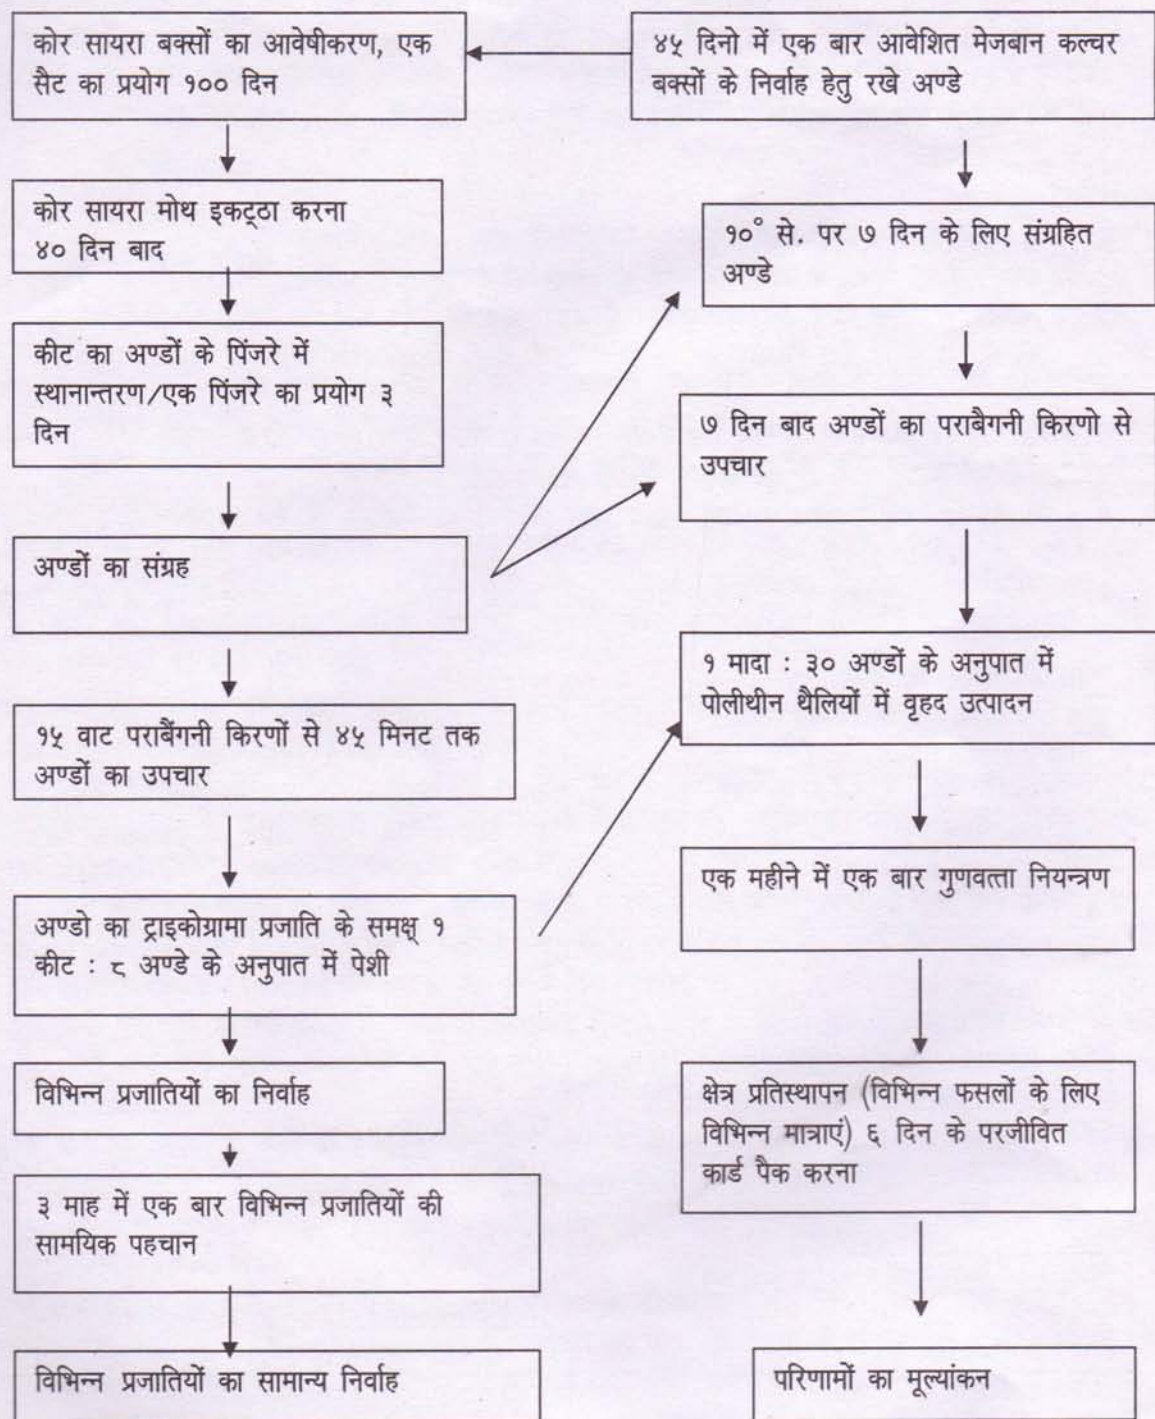 कोर सायरा बक्सों का आवेषीकरण, एक
सैट का प्रयोग १०० दिन
कोर सायरा मोथ इकट्ठा करना
४० दिन बाद
कीट का अण्डों के पिंजरे में
स्थानान्तरण/एक पिंजरे का प्रयोग ३
दिन
अण्डों का संग्रह
१५ वाट पराबैंगनी किरणों से ४५ मिनट तक
अण्डों का उपचार
अण्डो का ट्राइकोग्रामा प्रजाति के समक्ष् १
कीट : ८ अण्डे के अनुपात में पेशी
विभिन्न प्रजातियों का निर्वाह
३ माह में एक बार विभिन्न प्रजातियों की
सामयिक पहचान
विभिन्न प्रजातियों का सामान्य निर्वाह
४५ दिनो में एक बार आवेशित मेजबान कल्चर
बक्सों के निर्वाह हेतु रखे अण्डे
१०° से. पर ७ दिन के लिए संग्रहित
अण्डे
७ दिन बाद अण्डों का पराबैगनी किरणो से
उपचार
१ मादा : ३० अण्डों के अनुपात में
पोलीथीन थैलियों में वृहद उत्पादन
एक महीने में एक बार गुणवत्ता नियन्त्रण
क्षेत्र प्रतिस्थापन (विभिन्न फसलों के लिए
विभिन्न मात्राएं) ६ दिन के परजीवित
कार्ड पैक करना
परिणामों का मूल्यांकन